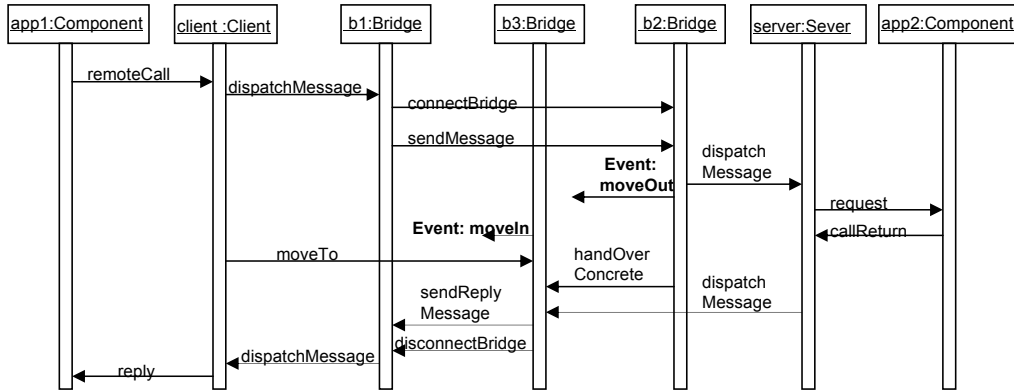 app1:Component
client :Client
b1:Bridge
b3:Bridge
b2:Bridge
server:Sever
app2:Component
remoteCall
dispatchMessage
connectBridge
sendMessage
Event:
moveOut
dispatch
Message
request
Event: moveIn
callReturn
moveTo
handOver
Concrete
dispatch
Message
sendReply
Message
disconnectBridge
dispatchMessage
reply